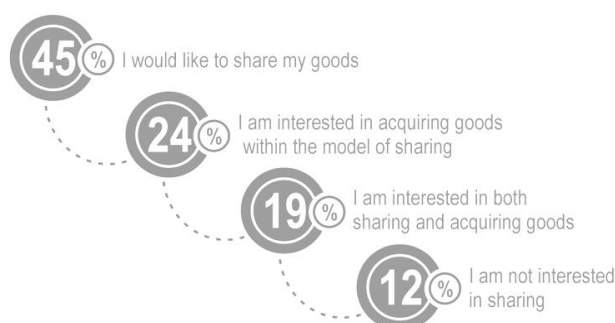 45 % I would like to share my goods
24 % I am interested in acquiring goods
within the model of sharing
19 % I am interested in both
sharing and acquiring goods
12 % I am not interested
in sharing